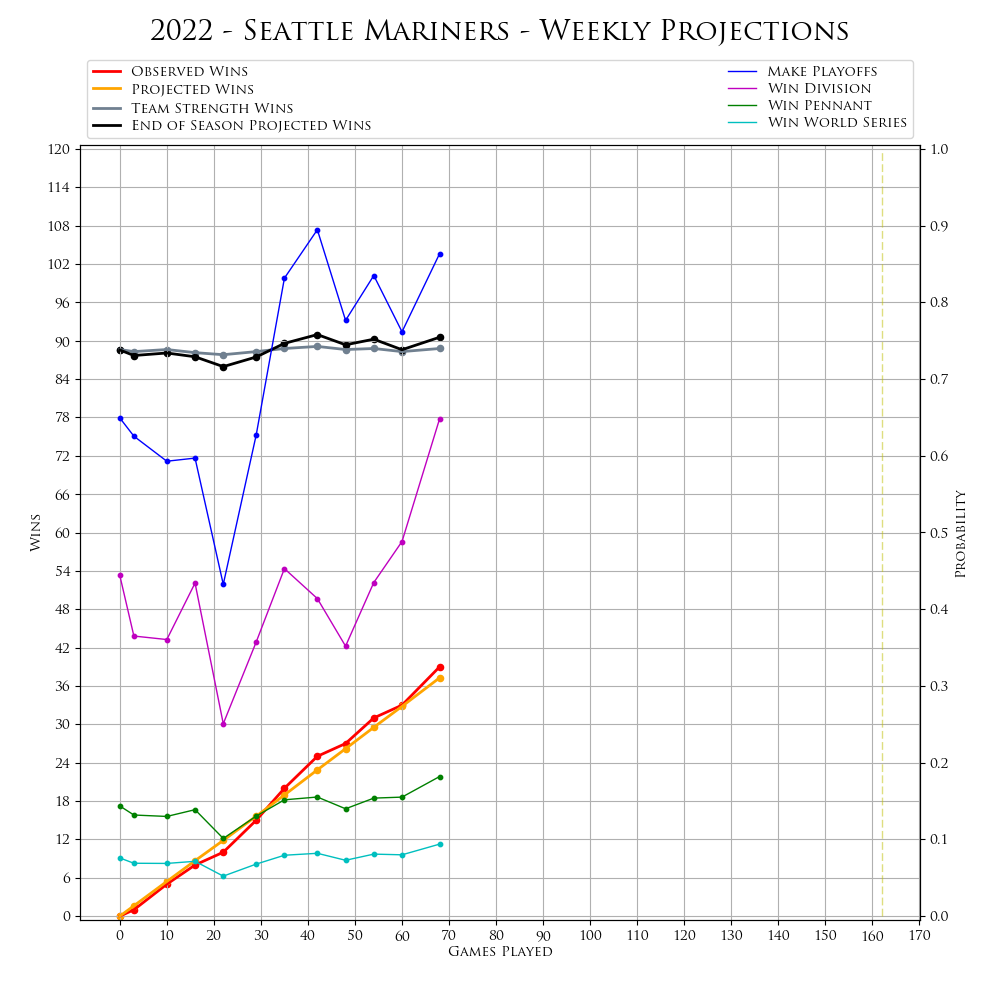 2022 - Seattle Mariners - Weekly Projections
Observed Wins
Projected Wins
Team Strength Wins
End of Season Projected Wins
Make Playoffs
Win Division
Win Pennant
Win World Series
120
114
108
102
96
90
84
78
72
66
60
54
48
42
36
30
24
18
12
6
0
Wins
1.0
0.9
0.8
0.7
0.6
0.5
0.4
0.3
0.2
0.1
0.0
Probability
0 10 20 30 40 50 60 70 80 90 100 110 120 130 140 150 160 170
Games Played